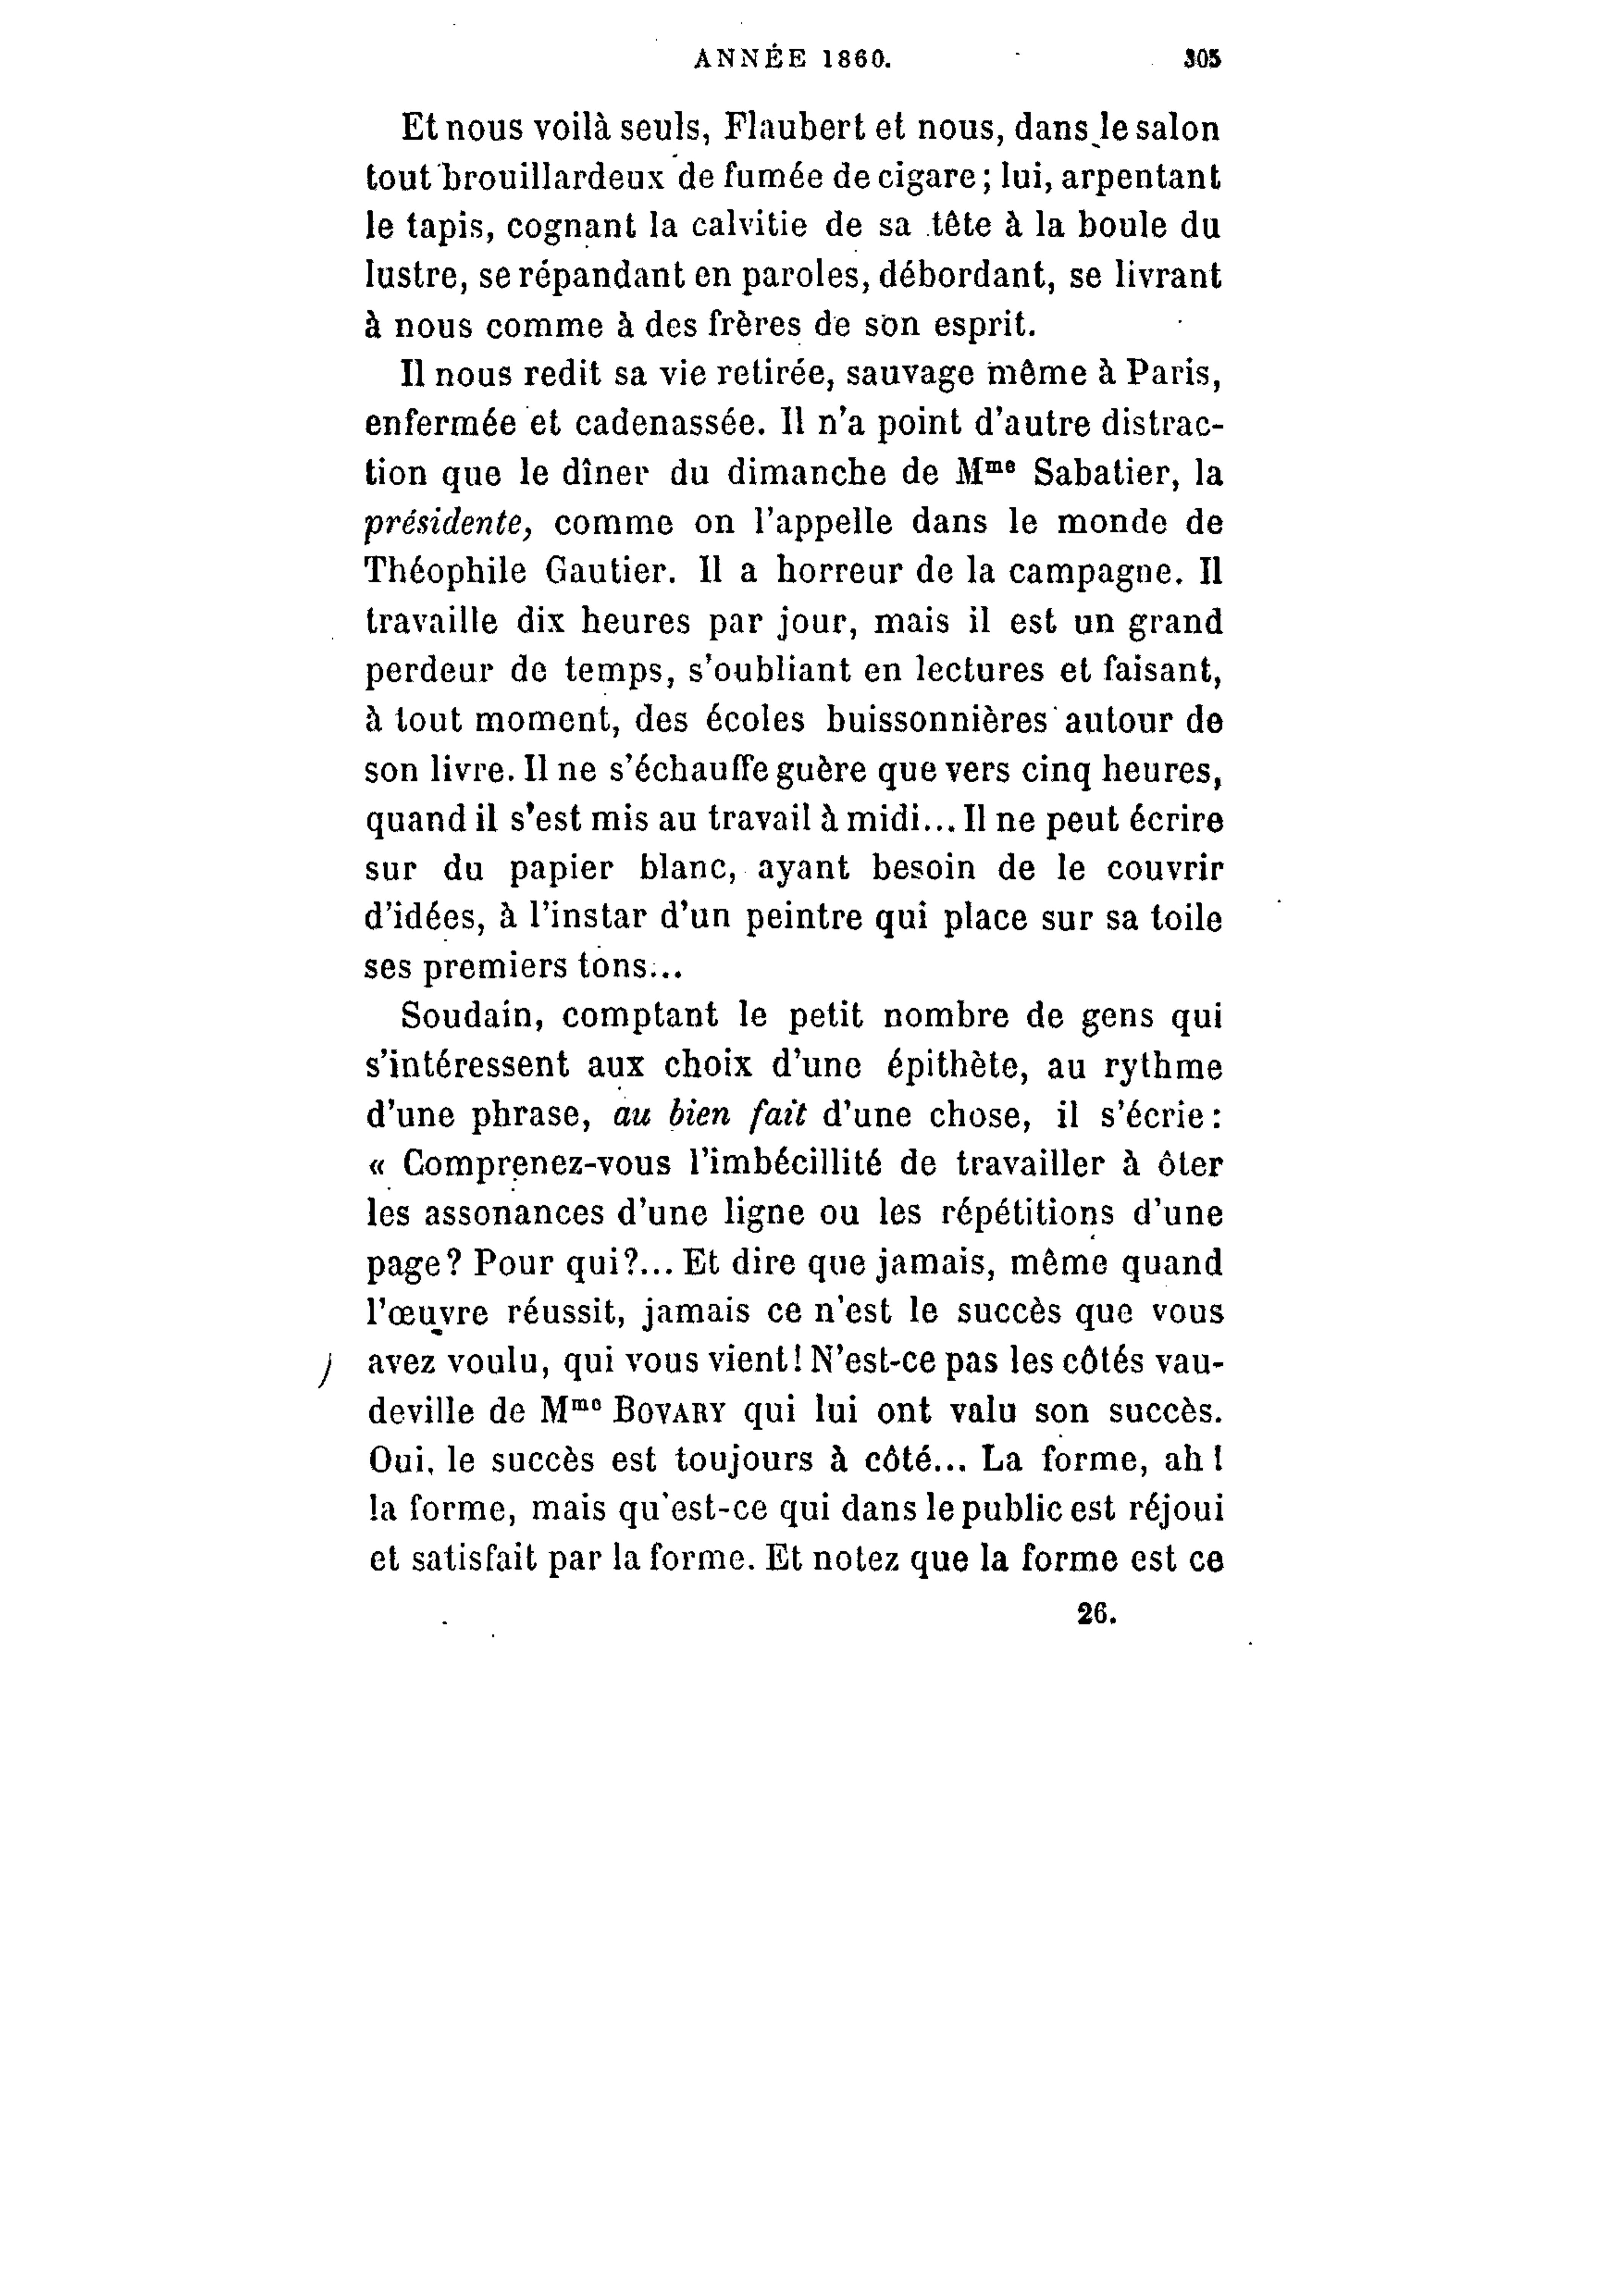 ANNÉE 1860. 305
Et nous voilà seuls, Flaubert et nous, dans le salon
tout brouillardeux de fumée de cigare ; lui, arpentant
le tapis, cognant la calvitie de sa tête à la boule du
lustre, se répandant en paroles, débordant, se livrant
à nous comme à des frères de son esprit.
Il nous redit sa vie retirée, sauvage même à Paris,
enfermée et cadenassée. Il n'a point d'autre distrac-
tion que le dîner du dimanche de Mme Sabatier, la
présidente, comme on l'appelle dans le monde de
Théophile Gautier. Il a horreur de la campagne. Il
travaille dix heures par jour, mais il est un grand
perdeur de temps, s'oubliant en lectures et faisant,
à tout moment, des écoles buissonnières autour de
son livre. Il ne s'échauffe guère que vers cinq heures,
quand il s'est mis au travail à midi... Il ne peut écrire
sur du papier blanc, ayant besoin de le couvrir
d'idées, à l'instar d'un peintre qui place sur sa toile
ses premiers tons...
Soudain, comptant le petit nombre de gens qui
s'intéressent aux choix d'une épithète, au rythme
d'une phrase, au bien fait d'une chose, il s'écrie :
« Comprenez-vous l'imbécillité de travailler à ôter
les assonances d'une ligne ou les répétitions d'une
page? Pour qui?... Et dire que jamais, même quand
l'œuvre réussit, jamais ce n'est le succès que vous
avez voulu, qui vous vient! N'est-ce pas les côtés vau-
deville de Mme BOVARY qui lui ont valu son succès.
Oui, le succès est toujours à côté... La forme, ah!
la forme, mais qu'est-ce qui dans le public est réjoui
et satisfait par la forme. Et notez que la forme est ce
26.